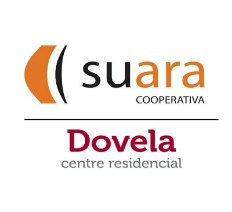 suara
COOPERATIVA
Dovela
centre residencial